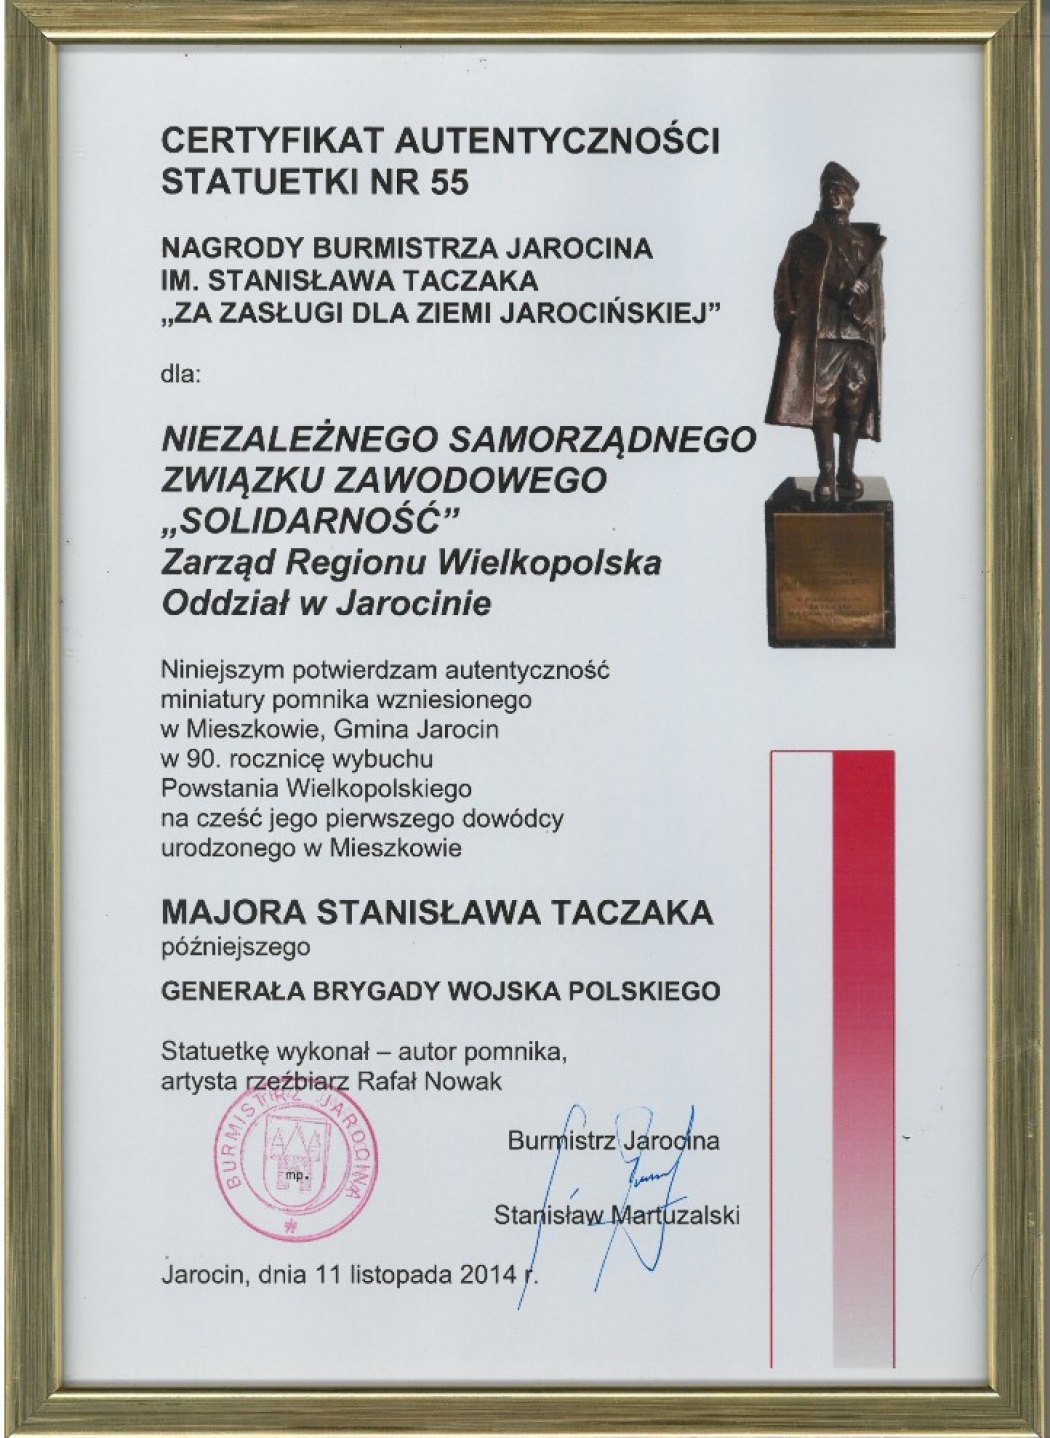 CERTYFIKAT AUTENTYCZNOŚCI
STATUETKI NR 55
NAGRODY BURMISTRZA JAROCINA
IM. STANISŁAWA TACZAKA
„ZA ZASŁUGI DLA ZIEMI JAROCIŃSKIEJ”
dla:
NIEZALEŻNEGO SAMORZĄDNEGO
ZWIĄZKU ZAWODOWEGO
„SOLIDARNOŚĆ”
Zarząd Regionu Wielkopolska
Oddział w Jarocinie
Niniejszym potwierdzam autentyczność
miniatury pomnika wzniesionego
w Mieszkowie, Gmina Jarocin
w 90. rocznicę wybuchu
Powstania Wielkopolskiego
na cześć jego pierwszego dowódcy
urodzonego w Mieszkowie
MAJORA STANISŁAWA TACZAKA
późniejszego
GENERAŁA BRYGADY WOJSKA POLSKIEGO
Statuetkę wykonał – autor pomnika,
artysta rzeźbiarz Rafał Nowak
BURMISTRZ JAROCINA
mp.
Burmistrz Jarocina
Stanisław Martuzalski
Jarocin, dnia 11 listopada 2014 r.